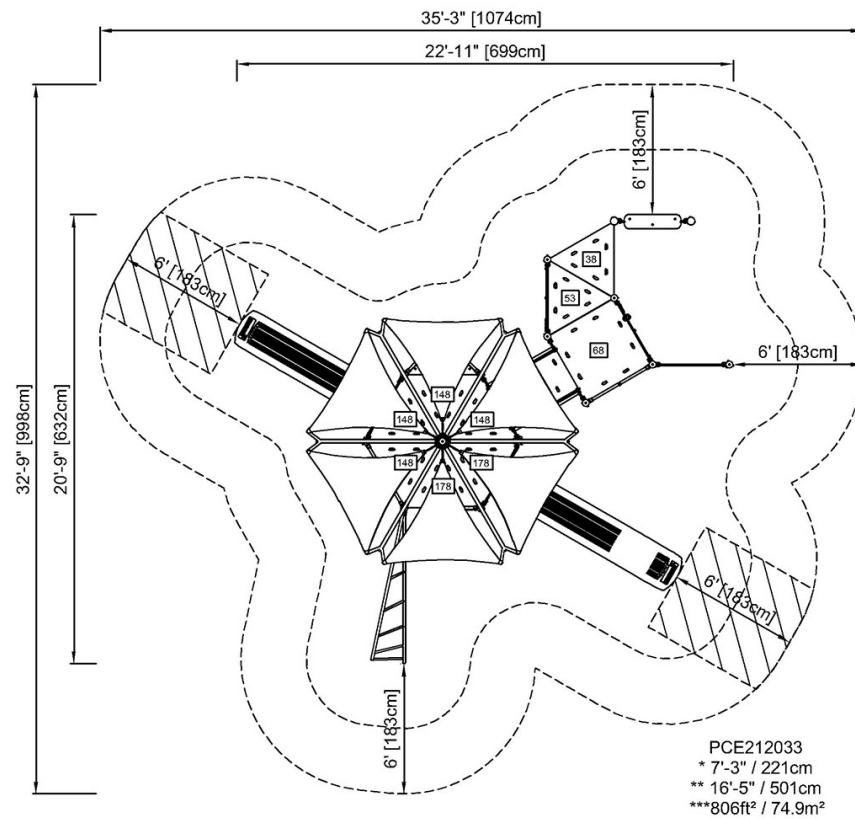 35'-3" [1074cm]
22'-11" [699cm]
6' [183cm]
32'-9" [998cm]
20'-9" [632cm]
6' [183cm]
38
53
68
6' [183cm]
148
148
148
148
178
178
6' [183cm]
6' [183cm]
PCE212033
* 7'-3" / 221cm
** 16'-5" / 501cm
***806ft² / 74.9m²